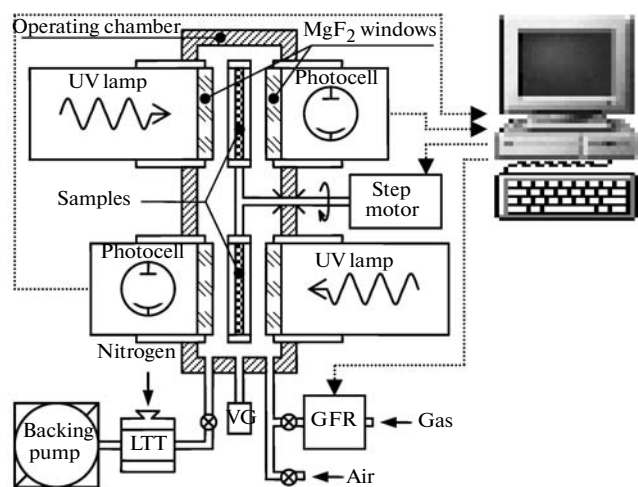 Operating chamber
MgF₂ windows
UV lamp
Photocell
Samples
Step
motor
Photocell
UV lamp
Nitrogen
Backing
pump
LTT
VG
GFR
Gas
Air